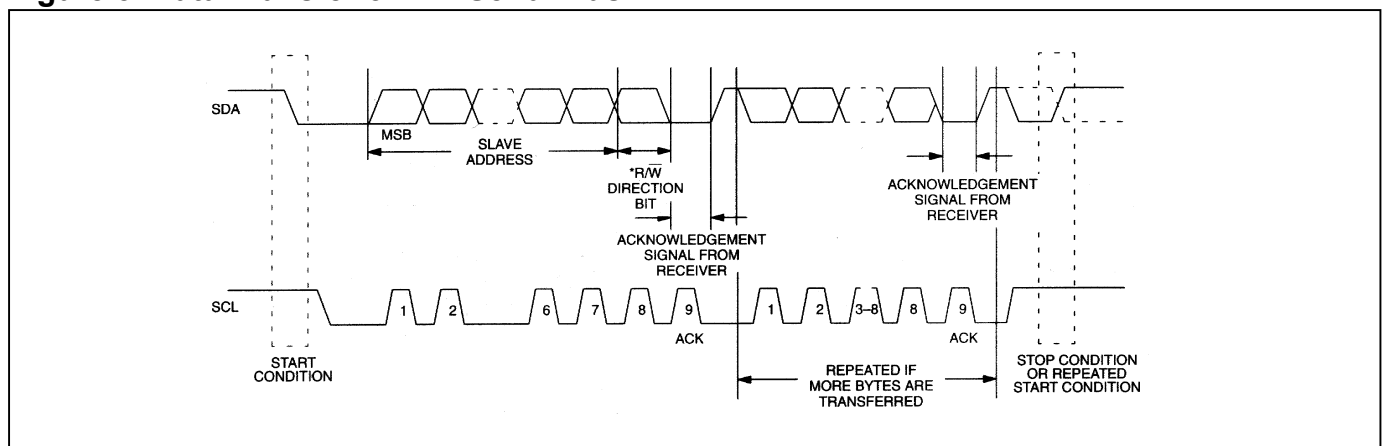 SDA
MSB
SLAVE
ADDRESS
*R/W̅
DIRECTION
BIT
ACKNOWLEDGEMENT
SIGNAL FROM
RECEIVER
ACKNOWLEDGEMENT
SIGNAL FROM
RECEIVER
SCL
1 2 6 7 8 9 1 2 3–8 8 9
ACK
ACK
START
CONDITION
REPEATED IF
MORE BYTES ARE
TRANSFERRED
STOP CONDITION
OR REPEATED
START CONDITION